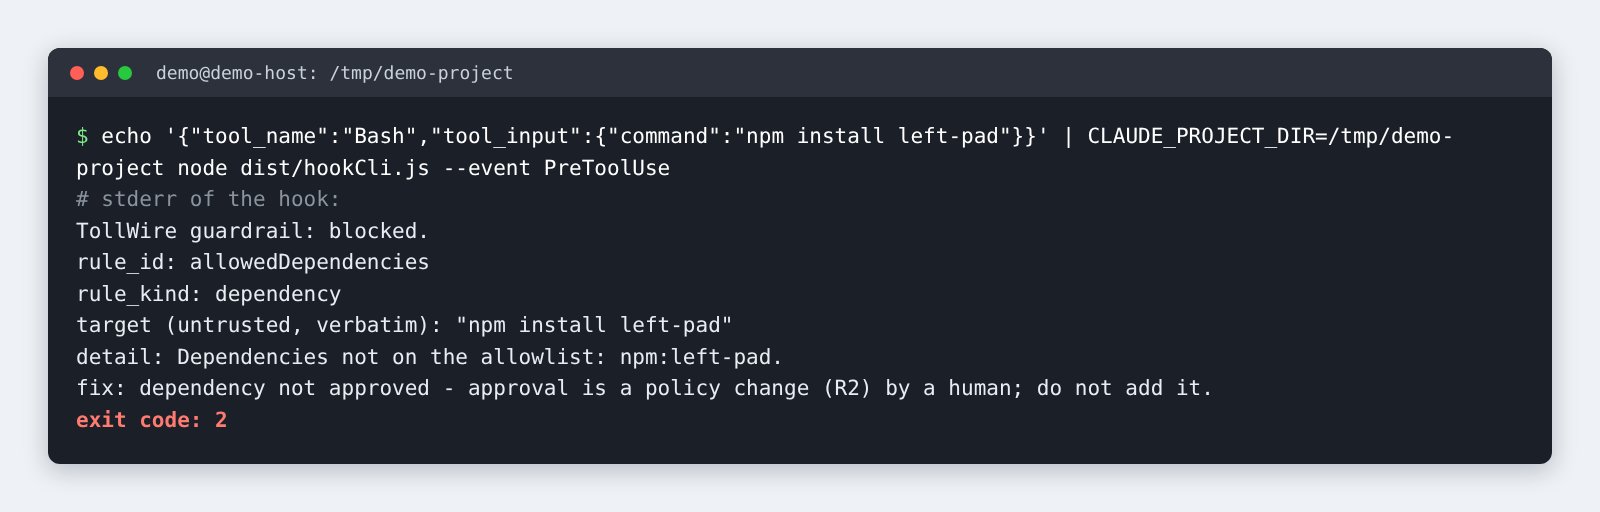 demo@demo-host: /tmp/demo-project
$ echo '{"tool_name":"Bash","tool_input":{"command":"npm install left-pad"}}' | CLAUDE_PROJECT_DIR=/tmp/demo-
project node dist/hookCli.js --event PreToolUse
# stderr of the hook:
TollWire guardrail: blocked.
rule_id: allowedDependencies
rule_kind: dependency
target (untrusted, verbatim): "npm install left-pad"
detail: Dependencies not on the allowlist: npm:left-pad.
fix: dependency not approved - approval is a policy change (R2) by a human; do not add it.
exit code: 2